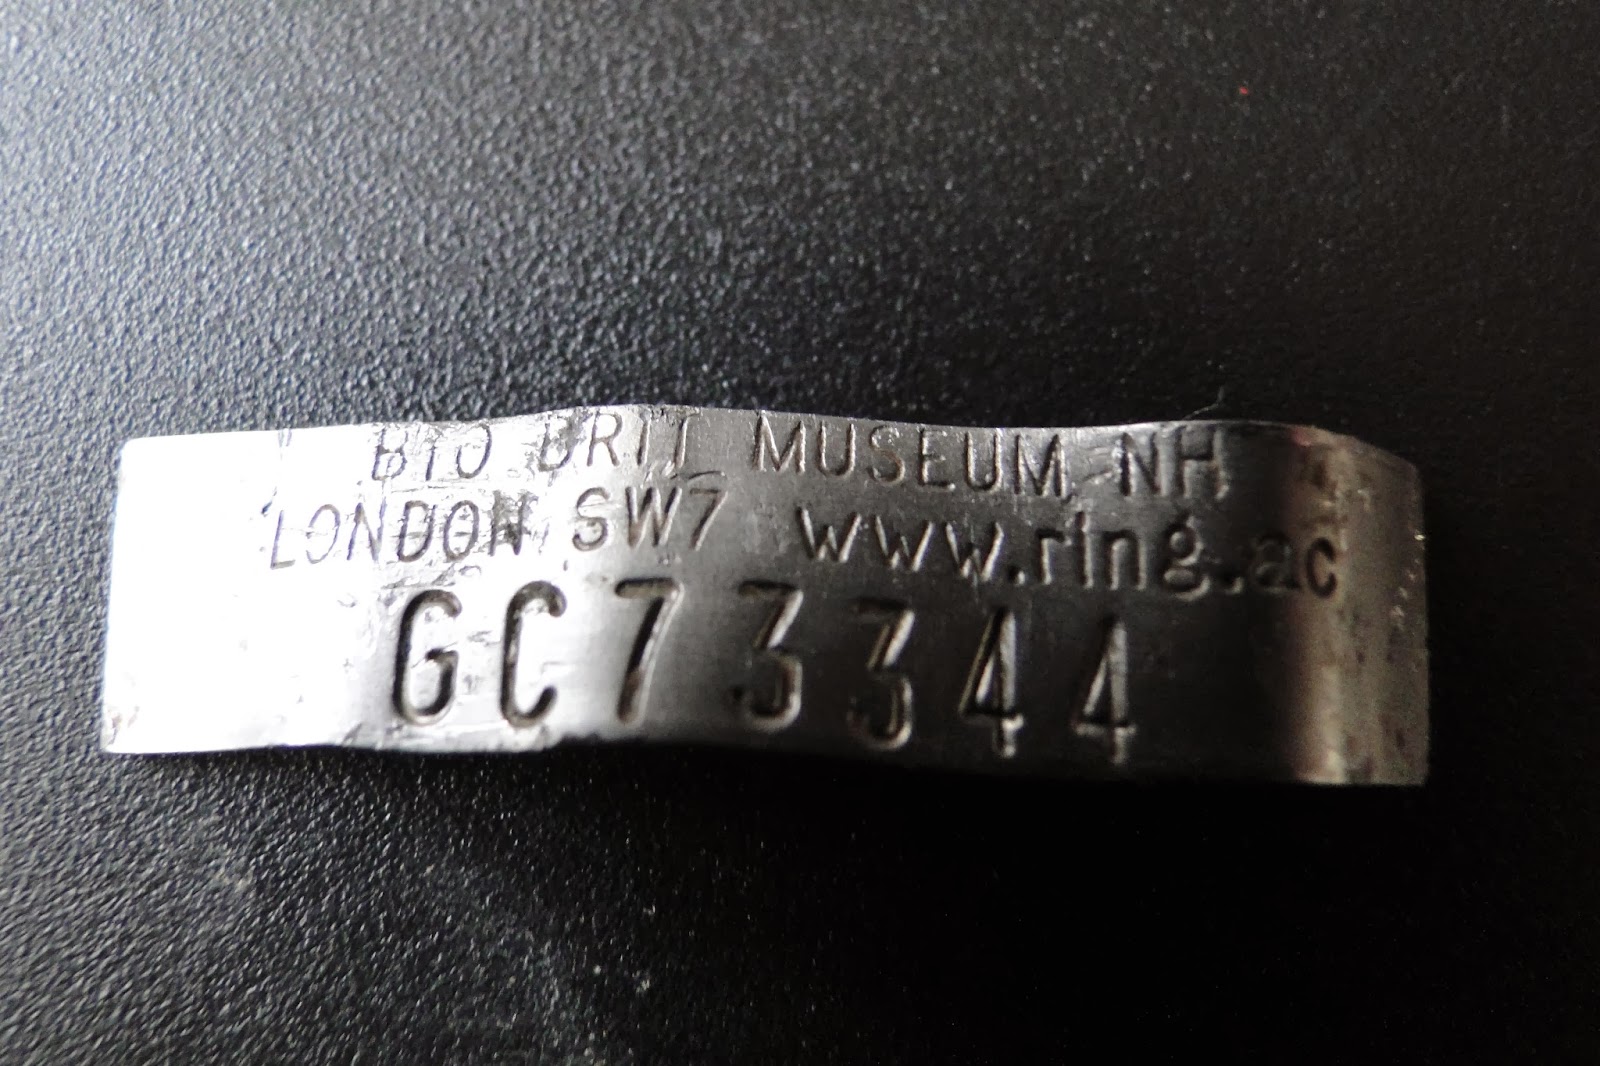 BTO BRIT MUSEUM NH
LONDON SW7 www.ring.ac
GC73344